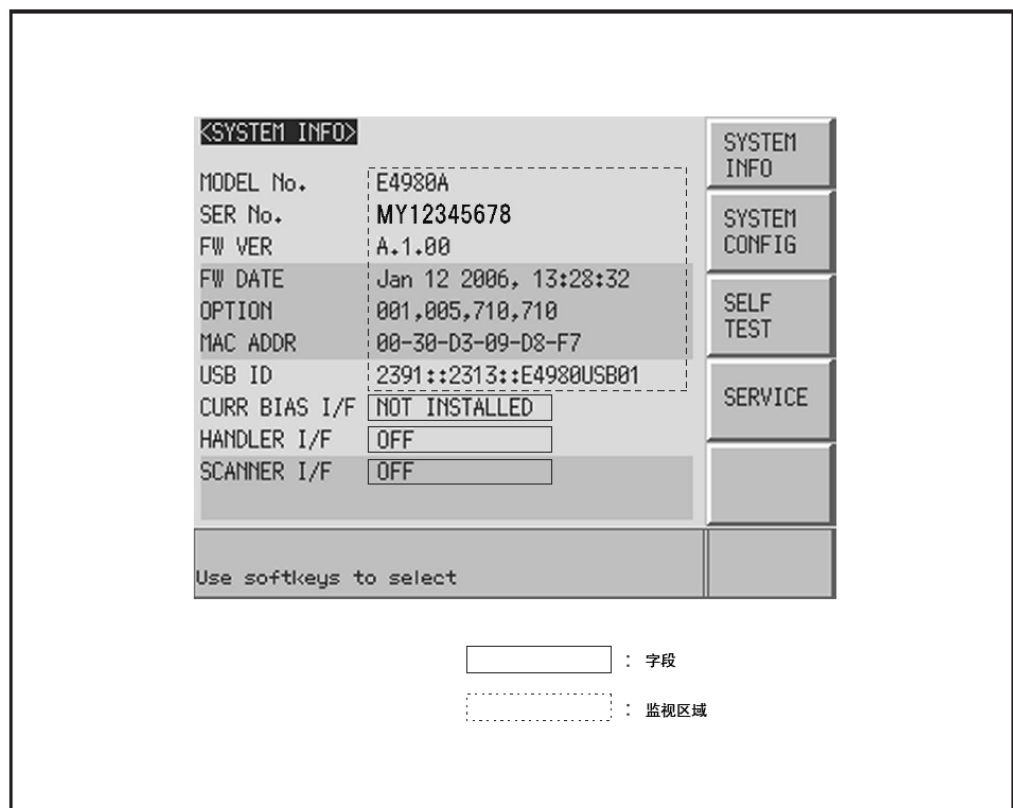 <SYSTEM INFO>
MODEL No. E4980A
SER No. MY12345678
FW VER A.1.00
FW DATE Jan 12 2006, 13:28:32
OPTION 001,005,710,710
MAC ADDR 00-30-D3-09-D8-F7
USB ID 2391::2313::E4980USB01
CURR BIAS I/F NOT INSTALLED
HANDLER I/F OFF
SCANNER I/F OFF
Use softkeys to select
SYSTEM
INFO
SYSTEM
CONFIG
SELF
TEST
SERVICE
: 字段
: 监视区域